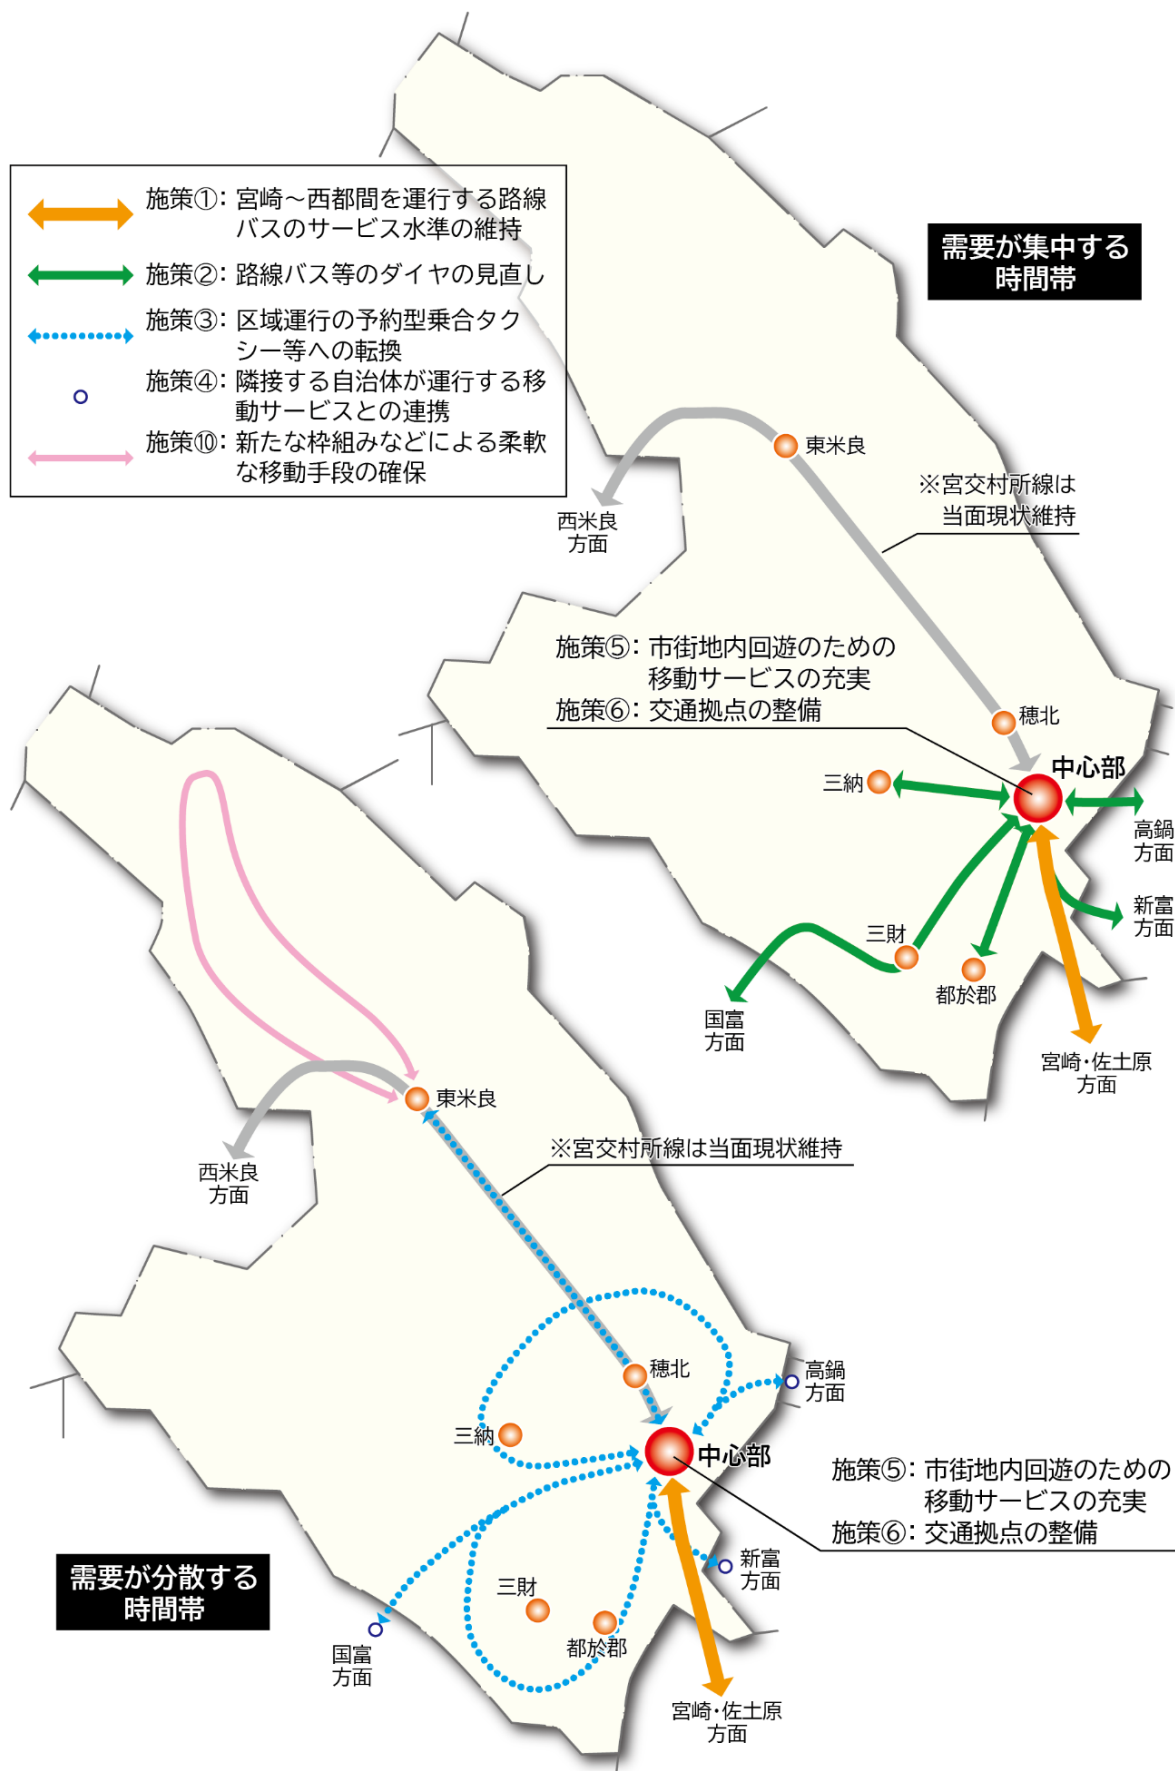 施策①：宮崎～西都間を運行する路線
バスのサービス水準の維持
施策②：路線バス等のダイヤの見直し
施策③：区域運行の予約型乗合タク
シー等への転換
施策④：隣接する自治体が運行する移
動サービスとの連携
施策⑩：新たな枠組みなどによる柔軟
な移動手段の確保
需要が集中する
時間帯
東米良
西米良
方面
※宮交村所線は
当面現状維持
施策⑤：市街地内回遊のための
移動サービスの充実
施策⑥：交通拠点の整備
穂北
中心部
三納
高鍋
方面
新富
方面
三財
都於郡
国富
方面
宮崎・佐土原
方面
東米良
西米良
方面
※宮交村所線は当面現状維持
穂北
高鍋
方面
三納
中心部
施策⑤：市街地内回遊のための
移動サービスの充実
施策⑥：交通拠点の整備
需要が分散する
時間帯
新富
方面
三財
都於郡
国富
方面
宮崎・佐土原
方面